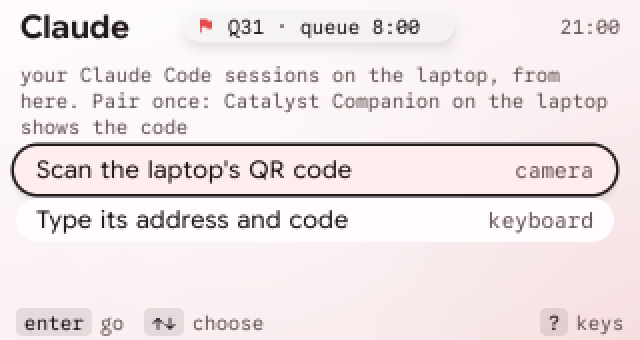 Claude
Q31 · queue 8:00
21:00
your Claude Code sessions on the laptop, from
here. Pair once: Catalyst Companion on the laptop
shows the code
Scan the laptop's QR code camera
Type its address and code keyboard
enter go ↑↓ choose ? keys